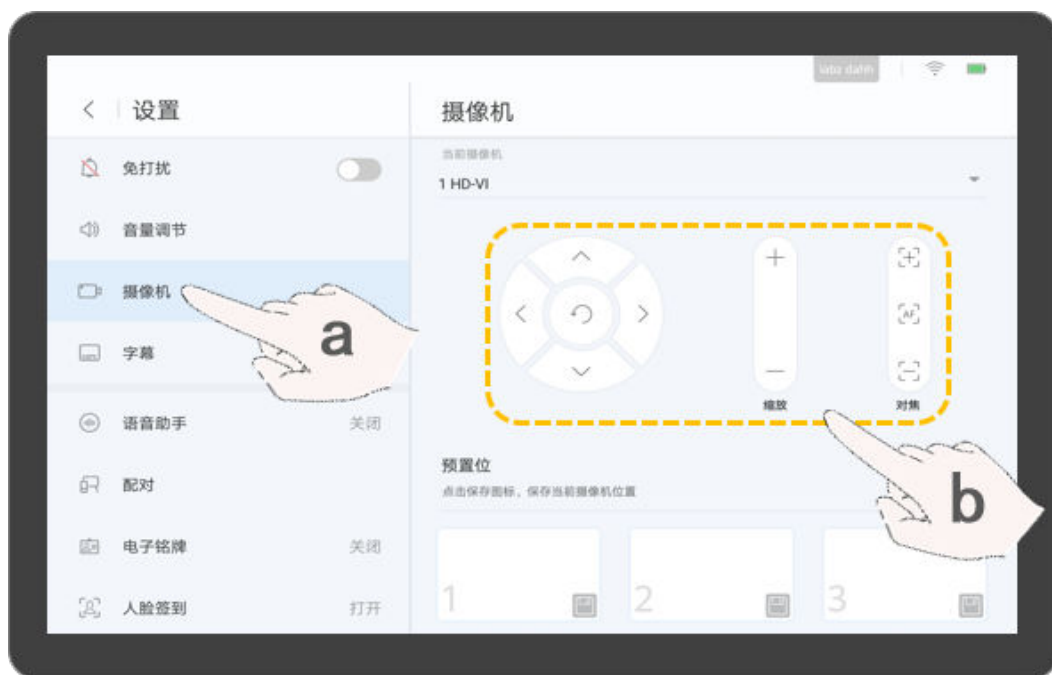 设置
免打扰
音量调节
摄像机
字幕
语音助手 关闭
配对
电子铭牌 关闭
人脸签到 打开
摄像机
当前摄像机
1 HD-VI
AF
缩放 对焦
预置位
点击保存图标，保存当前摄像机位置
1 2 3
a
b